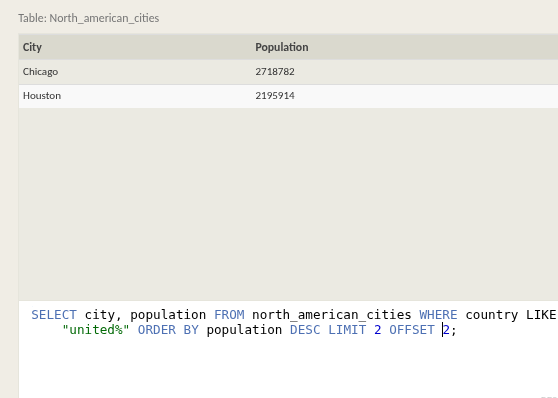 Table: North_american_cities
City Population
Chicago 2718782
Houston 2195914
SELECT city, population FROM north_american_cities WHERE country LIKE
"united%" ORDER BY population DESC LIMIT 2 OFFSET 2;